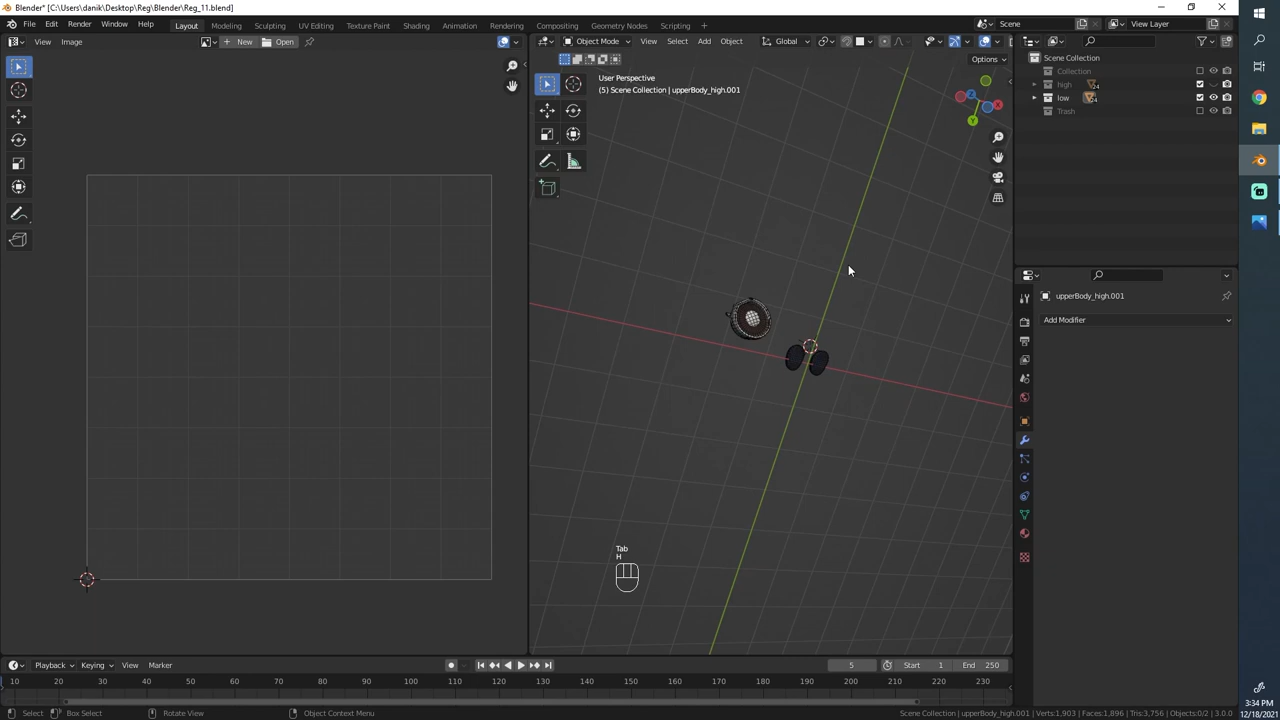 Blender* [C:\Users\danik\Desktop\Reg\Blender\Reg_11.blend]
File Edit Render Window Help Layout Modeling Sculpting UV Editing Texture Paint Shading Animation Rendering Compositing Geometry Nodes Scripting + Scene View Layer
View Image New Open Object Mode View Select Add Object Global
Options
Scene Collection
Collection
high 24
low 24
Trash
User Perspective
(5) Scene Collection | upperBody_high.001
Z X Y
upperBody_high.001
Add Modifier
Tab
H
Playback Keying View Marker 5 Start 1 End 250
10 20 30 40 50 60 70 80 90 100 110 120 130 140 150 160 170 180 190 200 210 220 230
Select Box Select Rotate View Object Context Menu Scene Collection | upperBody_high.001 | Verts:1,903 | Faces:1,896 | Tris:3,756 | Objects:0/2 | 3.0.0
3:34 PM
12/18/2021